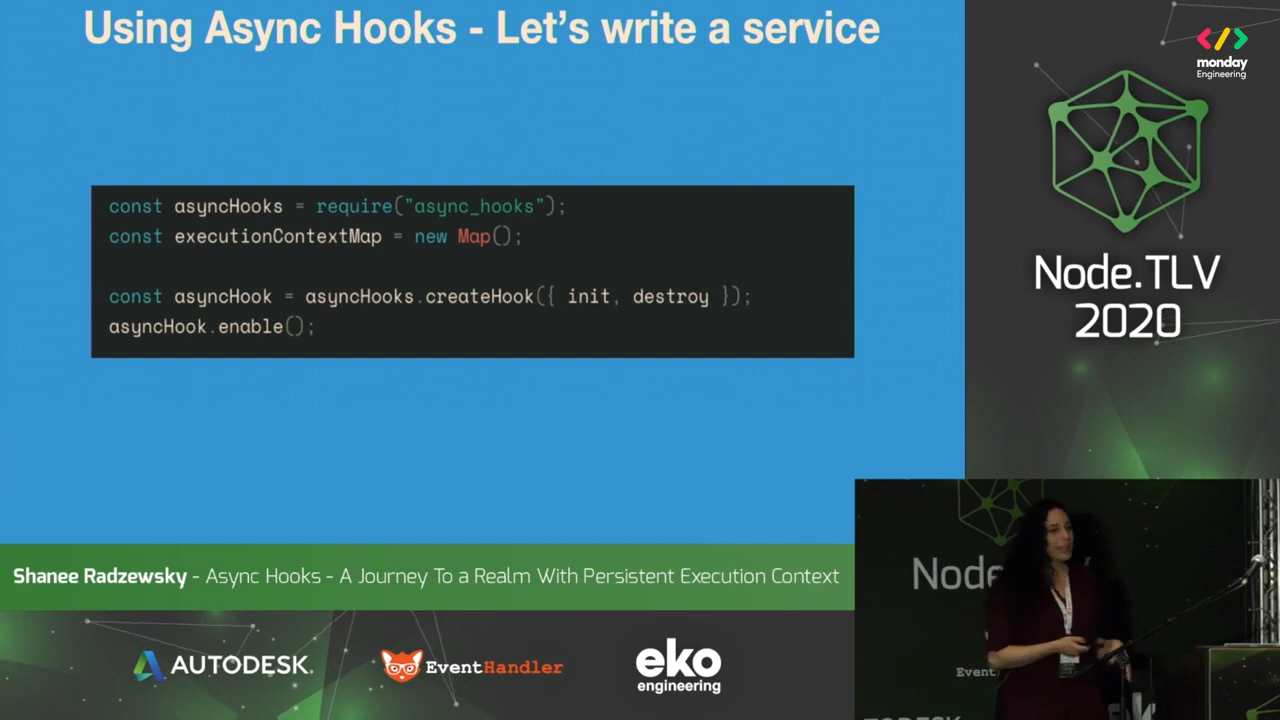 Using Async Hooks - Let's write a service
const asyncHooks = require("async_hooks");
const executionContextMap = new Map();
const asyncHook = asyncHooks.createHook({ init, destroy });
asyncHook.enable();
monday
Engineering
Node.TLV
2020
Shanee Radzewsky - Async Hooks - A Journey To a Realm With Persistent Execution Context
AUTODESK.
EventHandler
eko
engineering
Node
Event